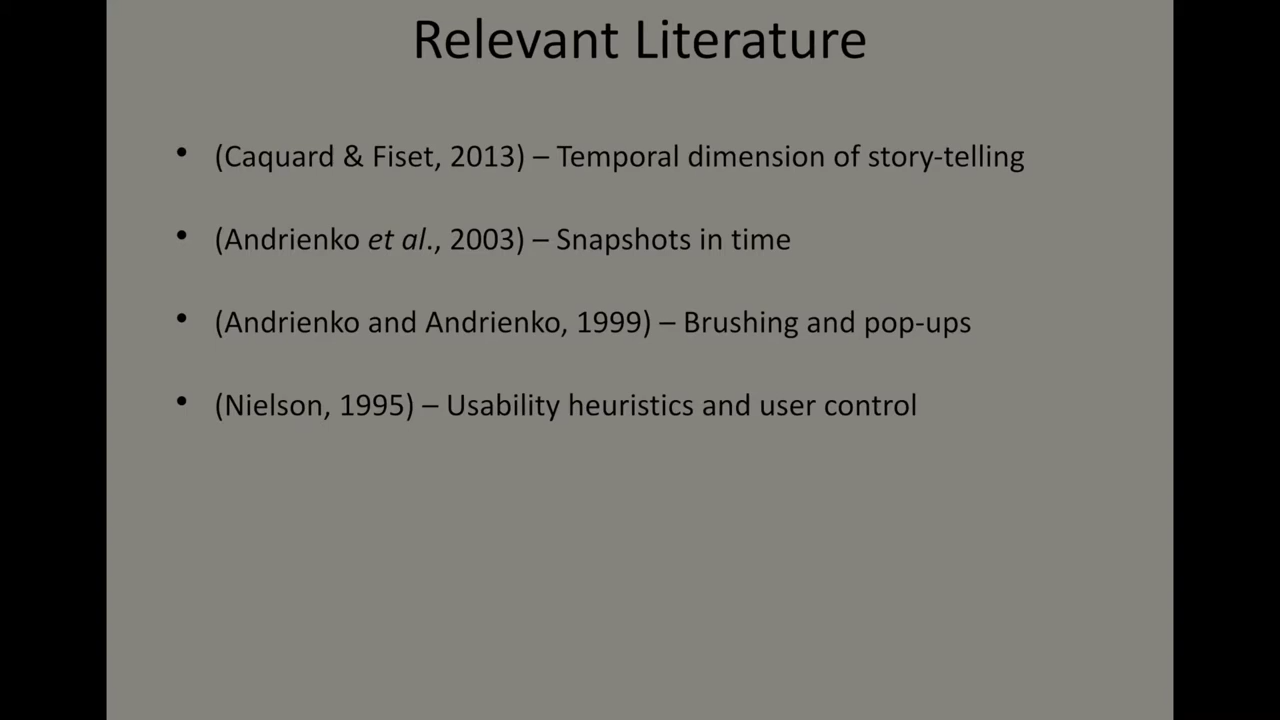 Relevant Literature
• (Caquard & Fiset, 2013) – Temporal dimension of story-telling
• (Andrienko et al., 2003) – Snapshots in time
• (Andrienko and Andrienko, 1999) – Brushing and pop-ups
• (Nielson, 1995) – Usability heuristics and user control